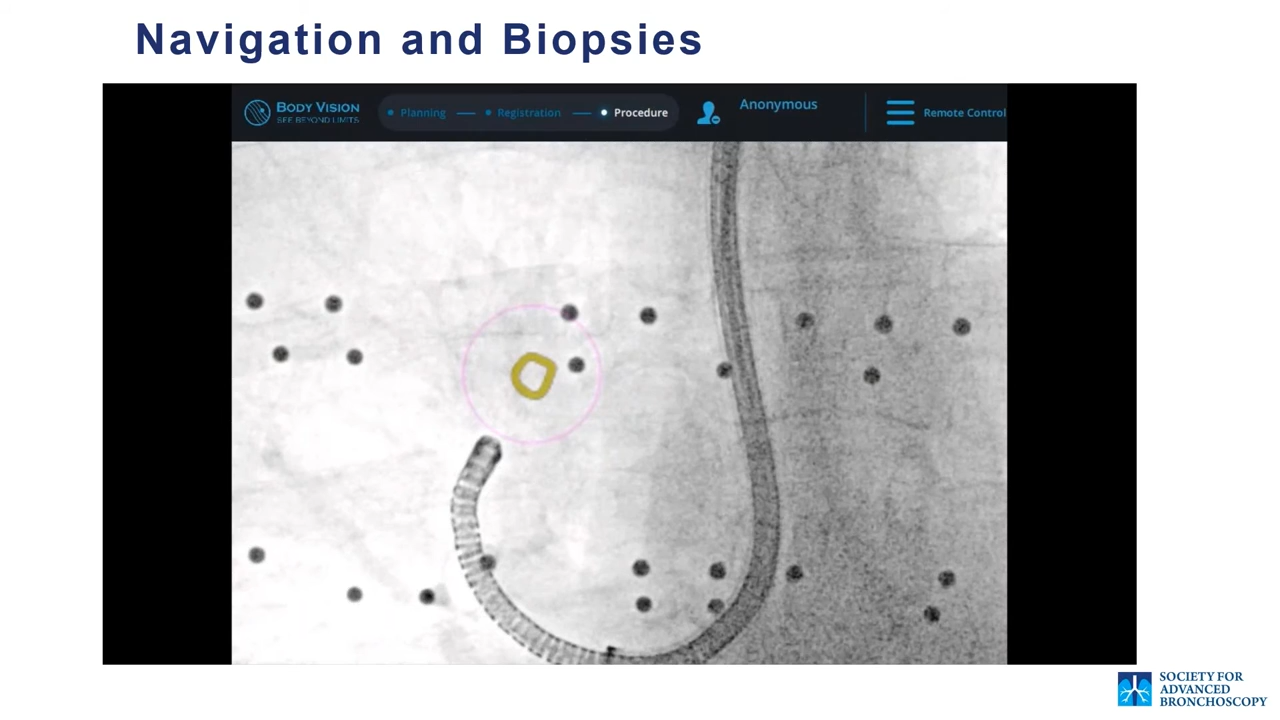 Navigation and Biopsies
BODY VISION
SEE BEYOND LIMITS
Planning
Registration
Procedure
Anonymous
Remote Control
SOCIETY FOR
ADVANCED
BRONCHOSCOPY